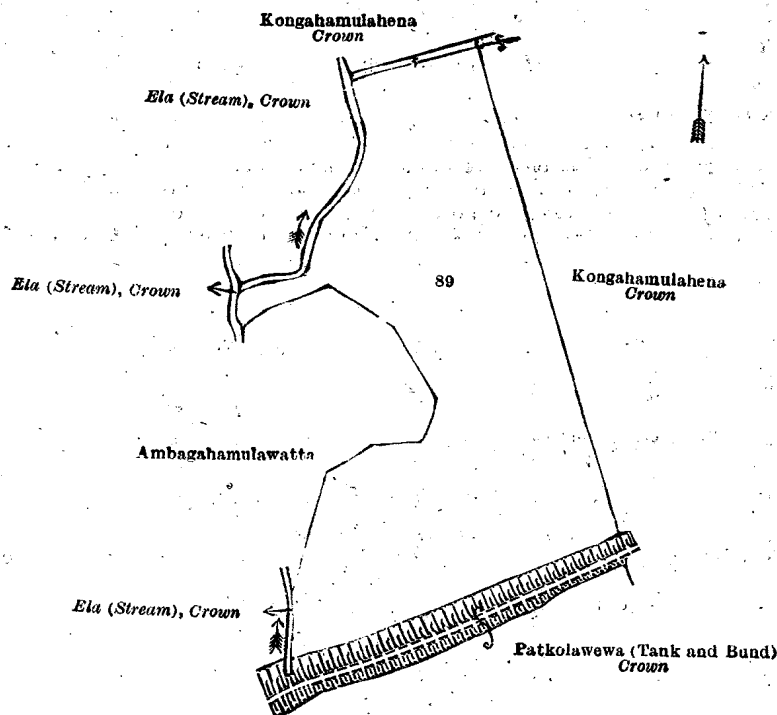 Kongahamulahena
Crown
Ela (Stream), Crown
Ela (Stream), Crown
89
Kongahamulahena
Crown
Ambagahamulawatta
Ela (Stream), Crown
Patkolawewa (Tank and Bund)
Crown